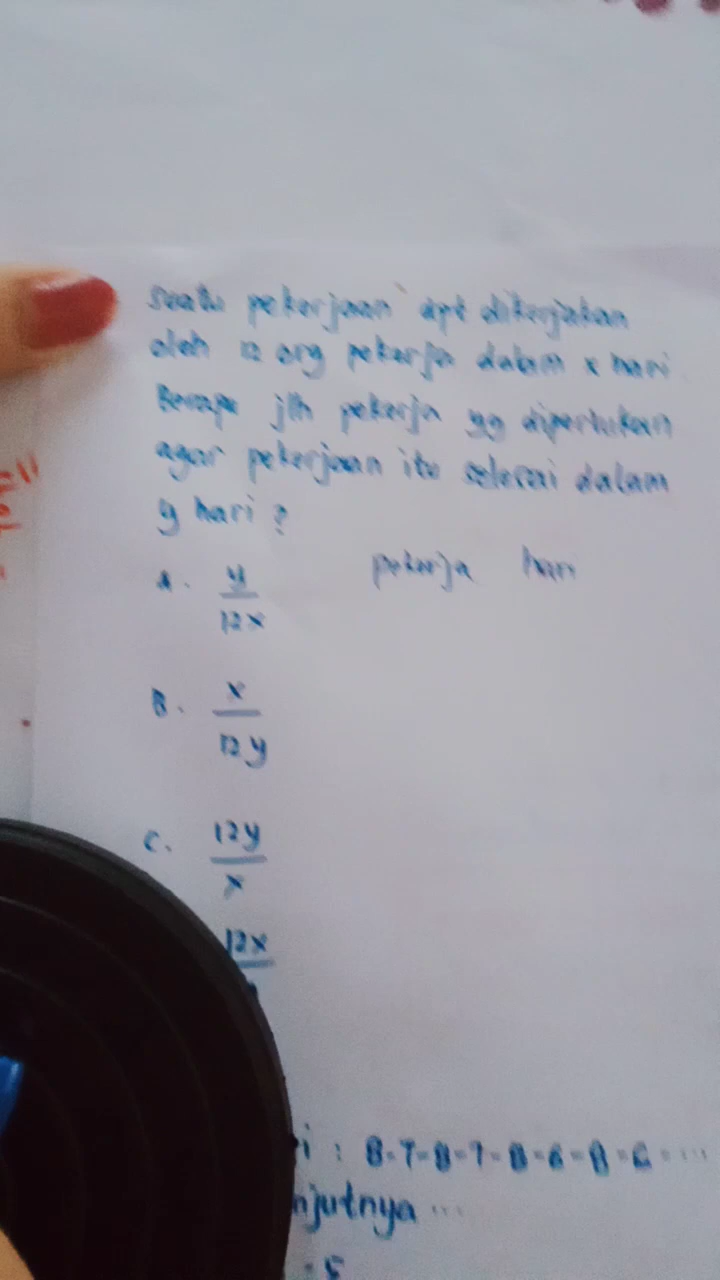 suatu pekerjaan dpt dikerjakan
oleh 12 org pekerja dalam x hari
Berapa jlh pekerja yg diperlukan
agar pekerjaan itu selesai dalam
y hari ?
pekerja hari
A. y
12x
B. x
12y
C. 12y
x
12x
i : 8-7-8-7-8-6-8-6-...
njutnya ...
5